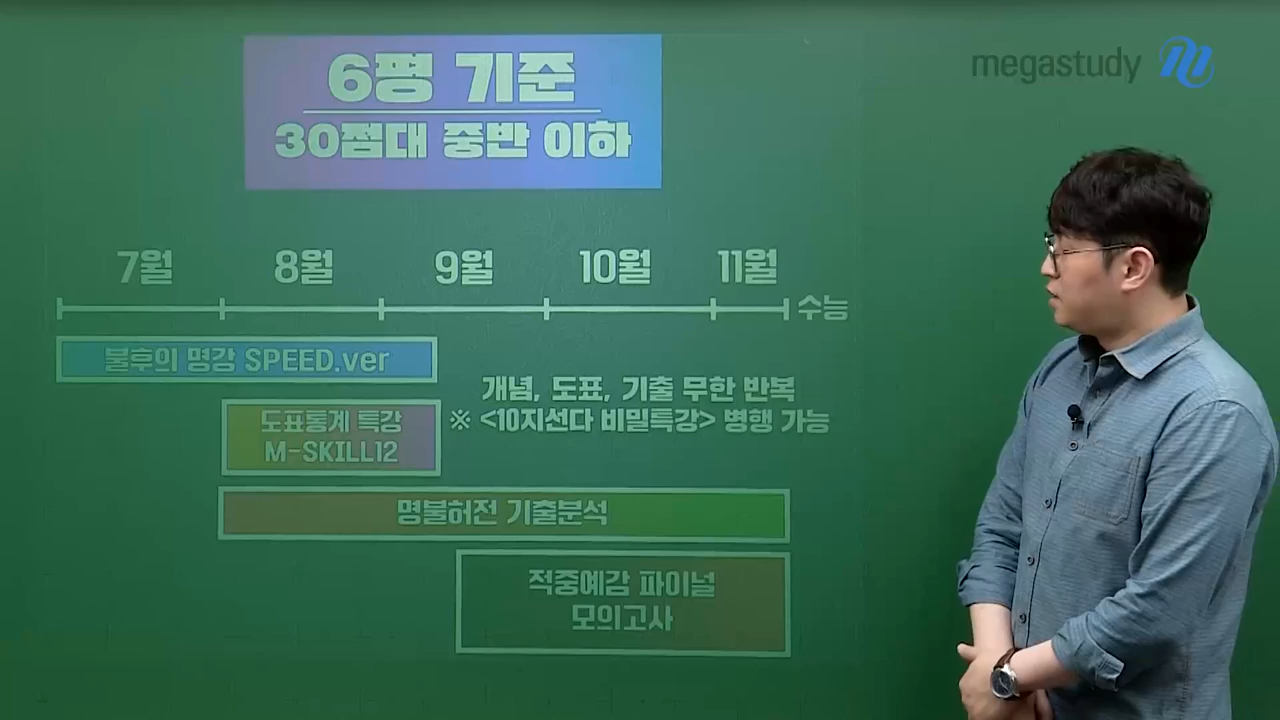 megastudy
6평 기준
30점대 중반 이하
7월 8월 9월 10월 11월
수능
불후의 명강 SPEED.ver
개념, 도표, 기출 무한 반복
※ <10지선다 비밀특강> 병행 가능
도표통계 특강
M-SKILL12
명불허전 기출분석
적중예감 파이널
모의고사